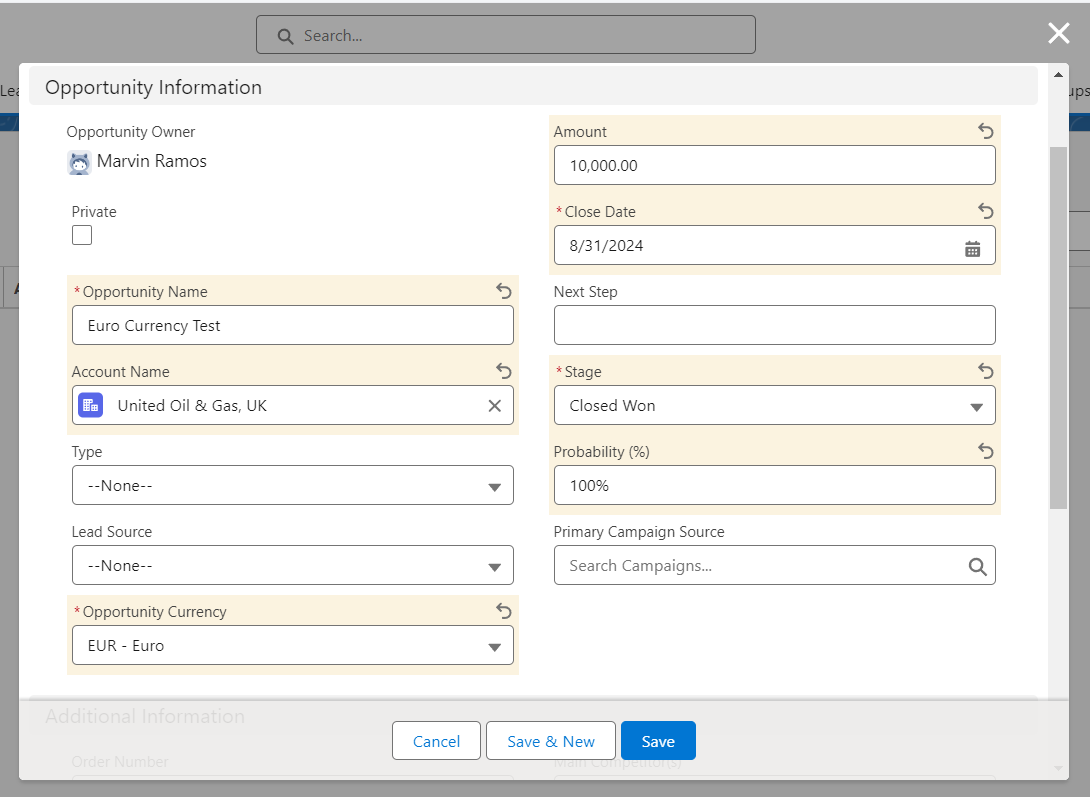 Search...
Lea
ups
Opportunity Information
Opportunity Owner
Marvin Ramos
Private
*Opportunity Name
Euro Currency Test
Account Name
United Oil & Gas, UK
Type
--None--
Lead Source
--None--
*Opportunity Currency
EUR - Euro
Amount
10,000.00
*Close Date
8/31/2024
Next Step
*Stage
Closed Won
Probability (%)
100%
Primary Campaign Source
Search Campaigns...
Additional Information
Order Number
Main Competitor(s)
Cancel
Save & New
Save